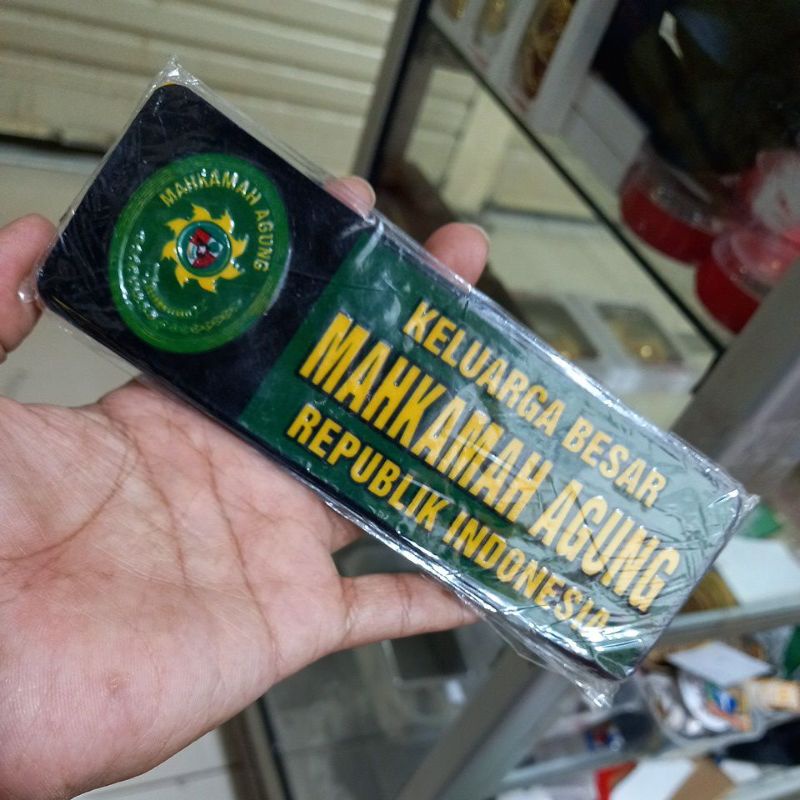 MAHKAMAH AGUNG
KELUARGA BESAR
MAHKAMAH AGUNG
REPUBLIK INDONESIA